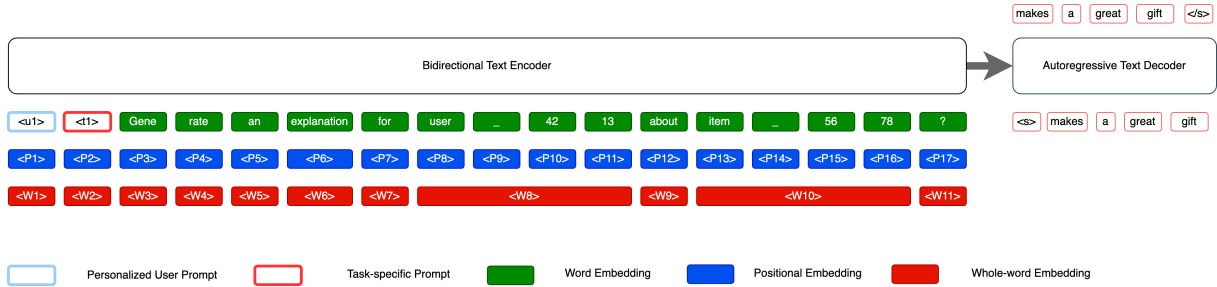 makes a great gift </s>
Bidirectional Text Encoder
Autoregressive Text Decoder
<u1> <t1> Gene rate an explanation for user _ 42 13 about item _ 56 78 ?
<s> makes a great gift
<P1> <P2> <P3> <P4> <P5> <P6> <P7> <P8> <P9> <P10> <P11> <P12> <P13> <P14> <P15> <P16> <P17>
<W1> <W2> <W3> <W4> <W5> <W6> <W7> <W8> <W9> <W10> <W11>
Personalized User Prompt
Task-specific Prompt
Word Embedding
Positional Embedding
Whole-word Embedding